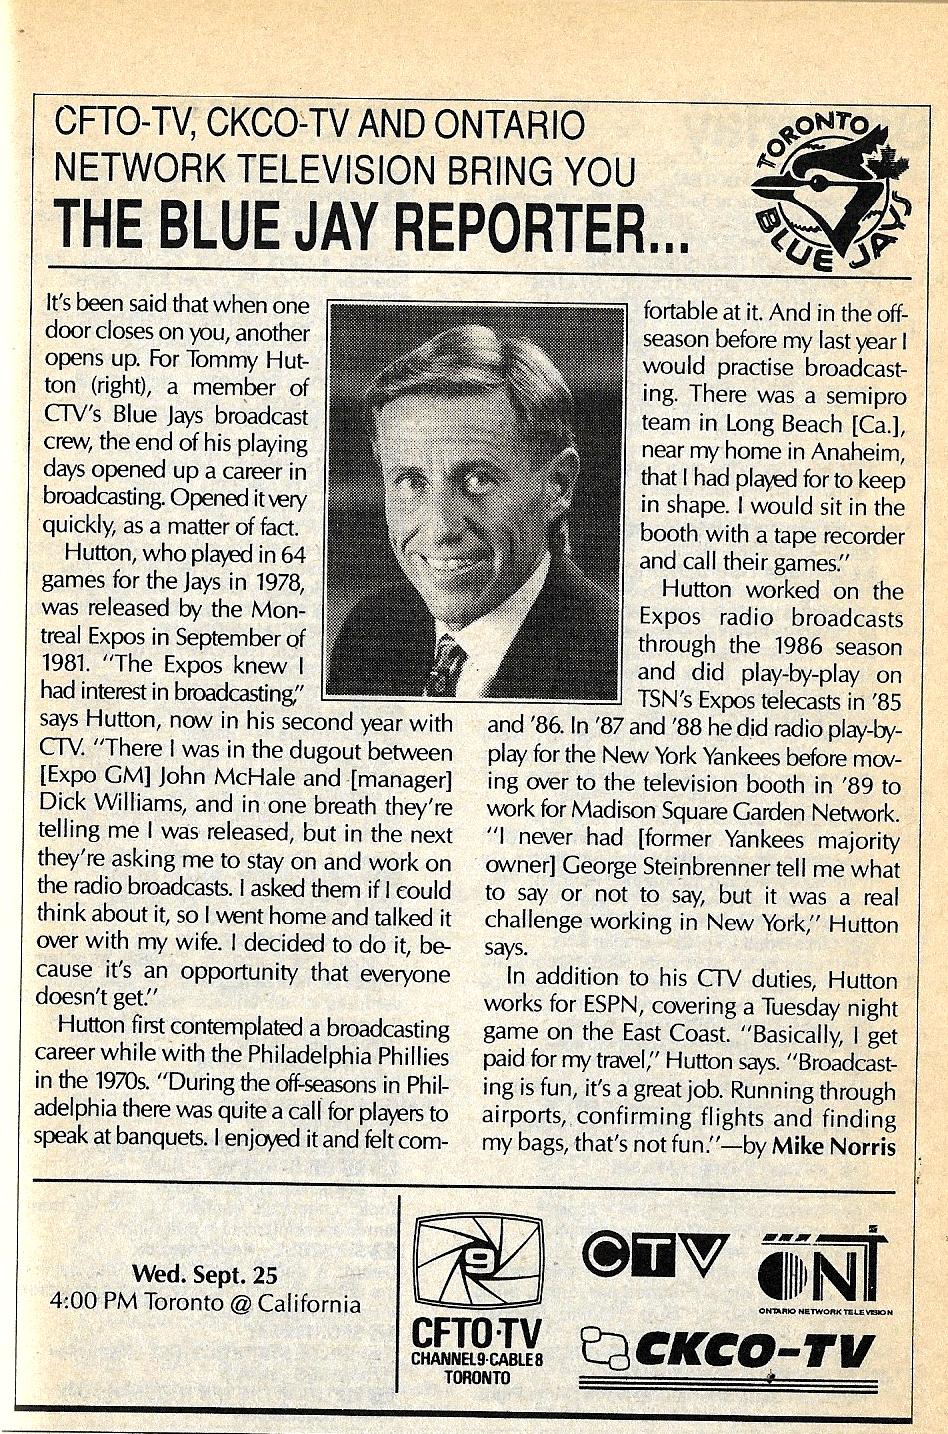 CFTO-TV, CKCO-TV AND ONTARIO
NETWORK TELEVISION BRING YOU
THE BLUE JAY REPORTER...
TORONTO
BLUE JAYS
It's been said that when one
door closes on you, another
opens up. For Tommy Hut-
ton (right), a member of
CTV's Blue Jays broadcast
crew, the end of his playing
days opened up a career in
broadcasting. Opened it very
quickly, as a matter of fact.
Hutton, who played in 64
games for the Jays in 1978,
was released by the Mon-
treal Expos in September of
1981. “The Expos knew I
had interest in broadcasting,”
says Hutton, now in his second year with
CTV. “There I was in the dugout between
[Expo GM] John McHale and [manager]
Dick Williams, and in one breath they're
telling me I was released, but in the next
they're asking me to stay on and work on
the radio broadcasts. I asked them if I could
think about it, so I went home and talked it
over with my wife. I decided to do it, be-
cause it's an opportunity that everyone
doesn't get.”
Hutton first contemplated a broadcasting
career while with the Philadelphia Phillies
in the 1970s. “During the off-seasons in Phil-
adelphia there was quite a call for players to
speak at banquets. I enjoyed it and felt com-
fortable at it. And in the off-
season before my last year I
would practise broadcast-
ing. There was a semipro
team in Long Beach [Ca.],
near my home in Anaheim,
that I had played for to keep
in shape. I would sit in the
booth with a tape recorder
and call their games.”
Hutton worked on the
Expos radio broadcasts
through the 1986 season
and did play-by-play on
TSN's Expos telecasts in '85
and '86. In '87 and '88 he did radio play-by-
play for the New York Yankees before mov-
ing over to the television booth in '89 to
work for Madison Square Garden Network.
“I never had [former Yankees majority
owner] George Steinbrenner tell me what
to say or not to say, but it was a real
challenge working in New York,” Hutton
says.
In addition to his CTV duties, Hutton
works for ESPN, covering a Tuesday night
game on the East Coast. “Basically, I get
paid for my travel,” Hutton says. “Broadcast-
ing is fun, it's a great job. Running through
airports, confirming flights and finding
my bags, that's not fun.”—by Mike Norris
Wed. Sept. 25
4:00 PM Toronto @ California
9
CFTO·TV
CHANNEL 9·CABLE 8
TORONTO
CTV
ONT
ONTARIO NETWORK TELEVISION
CKCO-TV